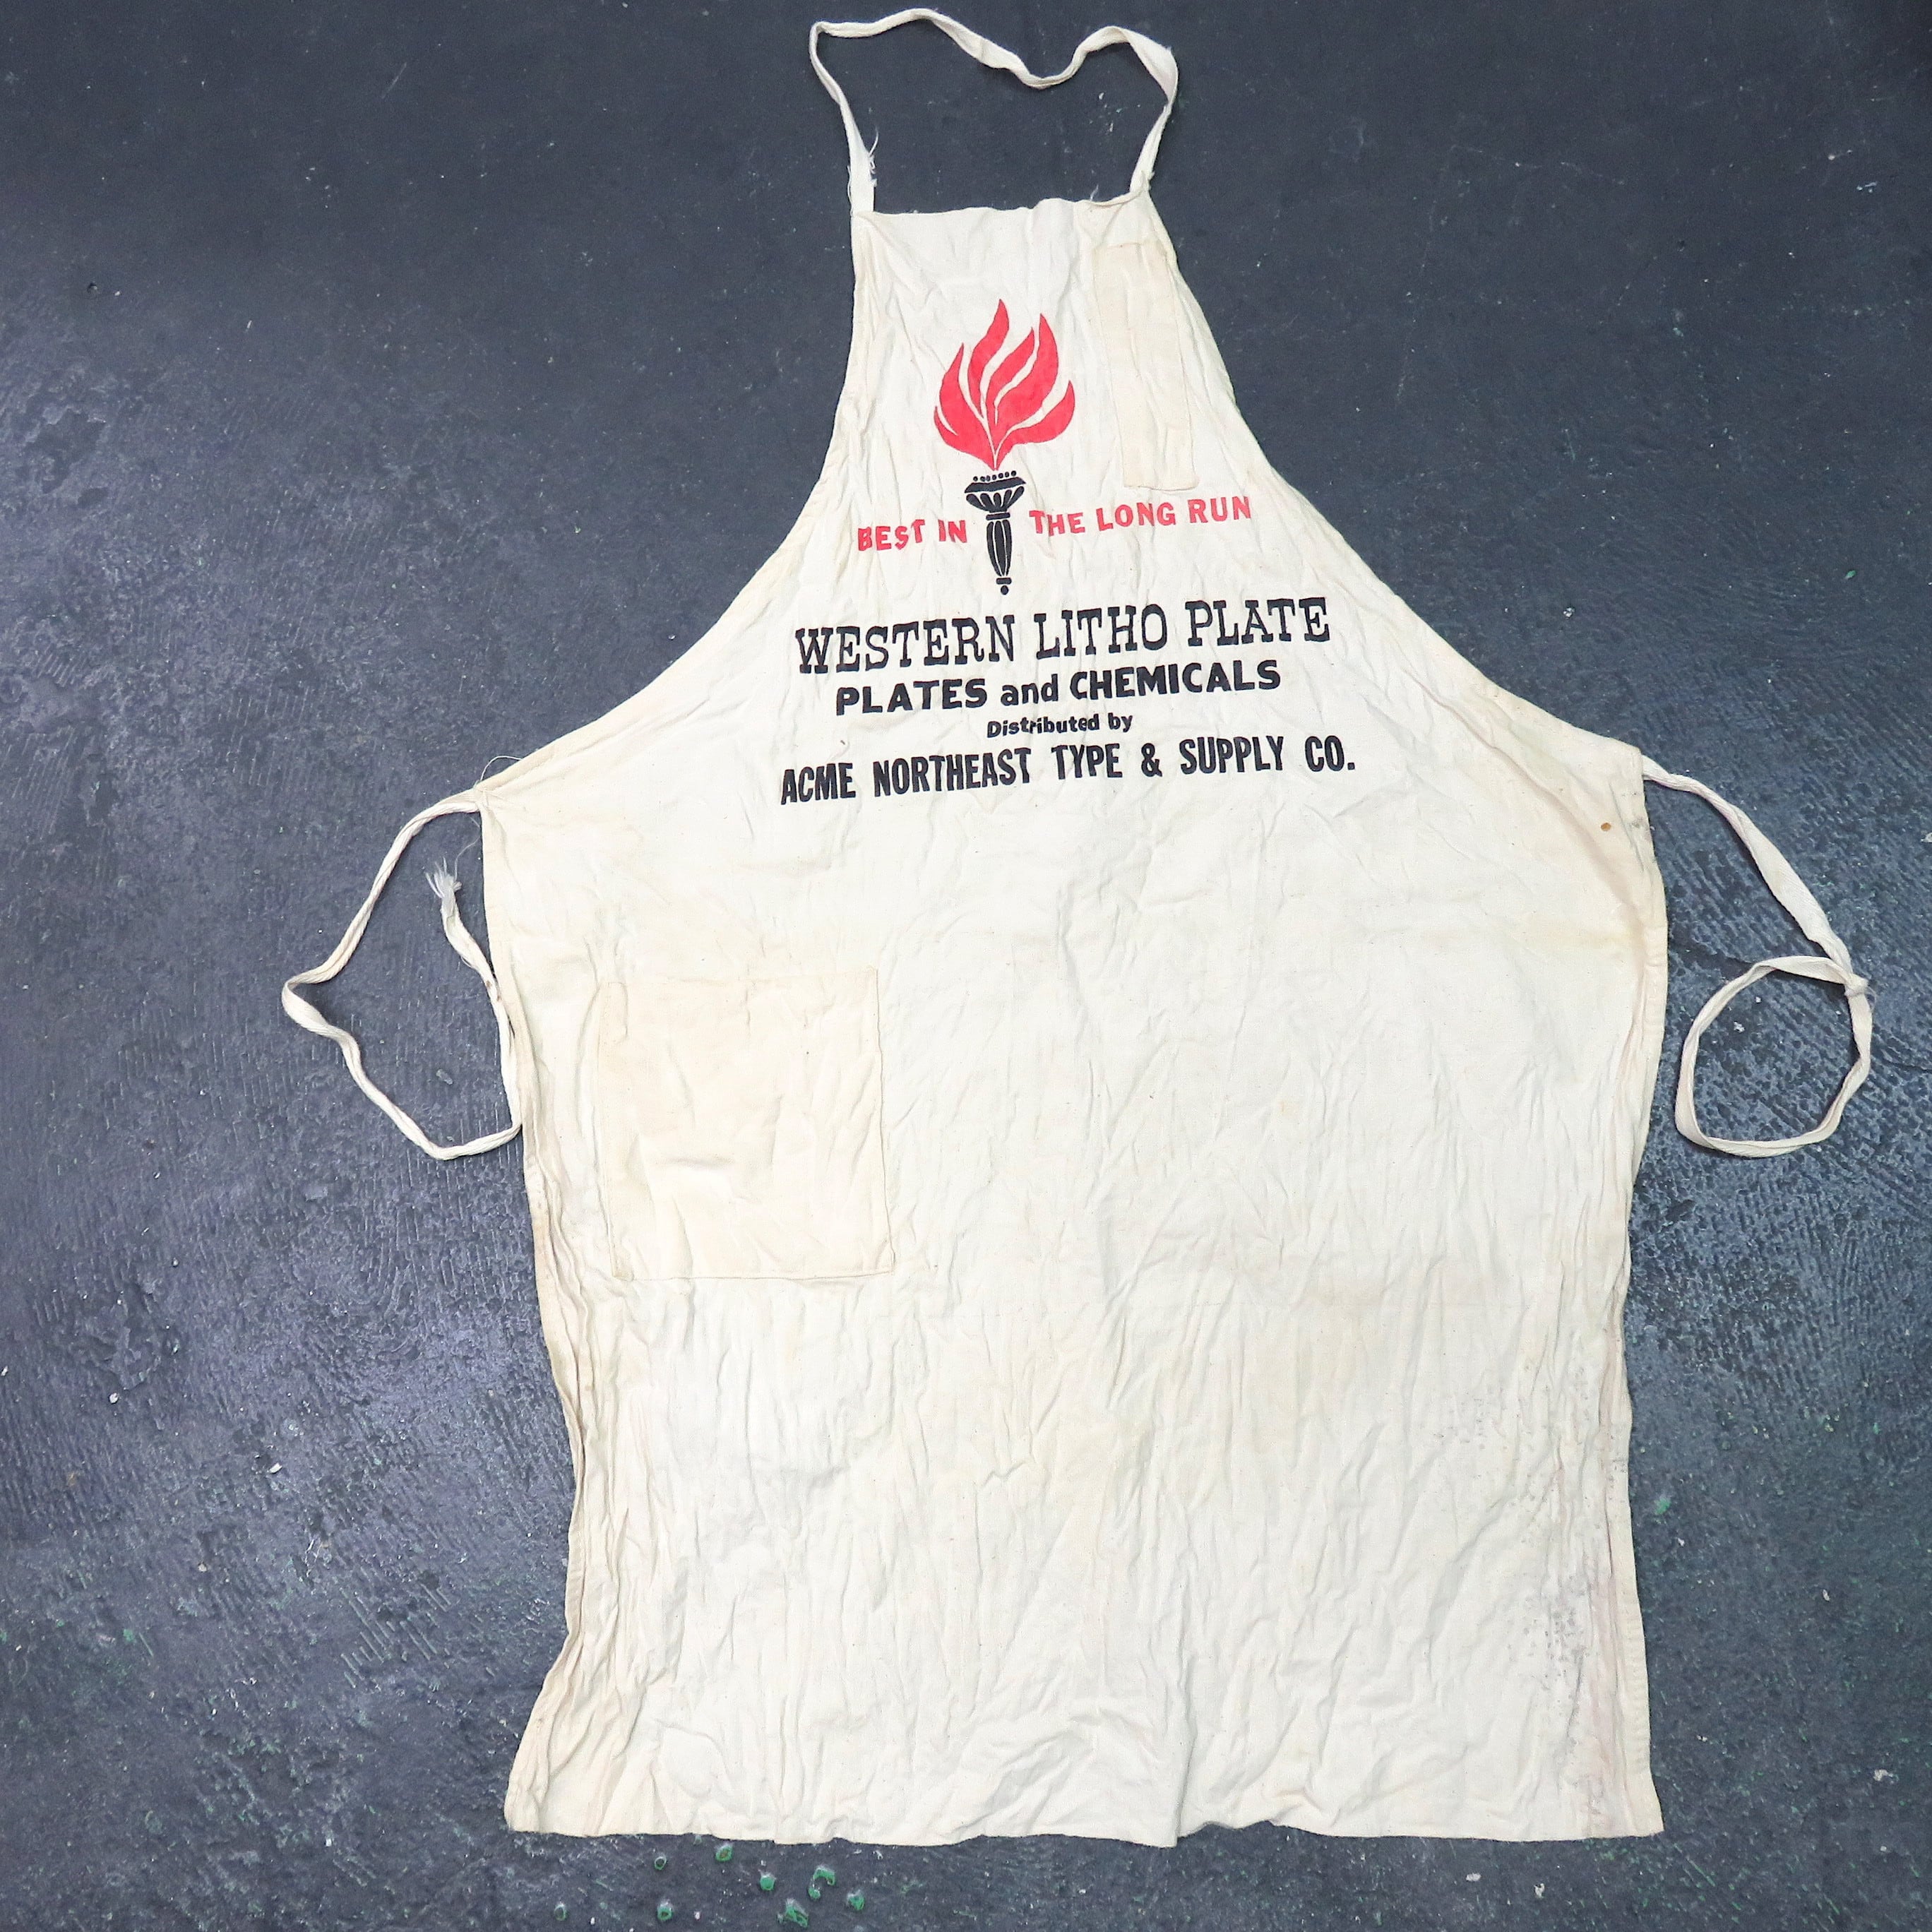 BEST IN THE LONG RUN
WESTERN LITHO PLATE
PLATES and CHEMICALS
Distributed by
ACME NORTHEAST TYPE & SUPPLY CO.